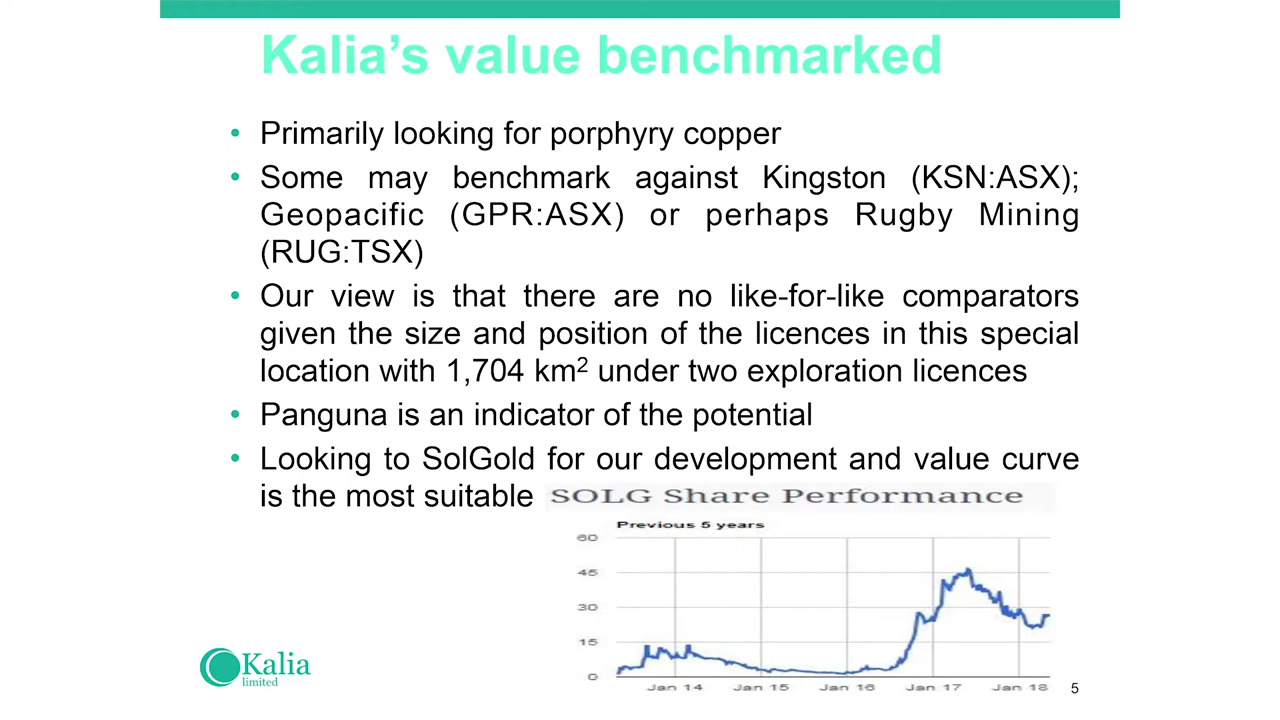 Kalia’s value benchmarked
• Primarily looking for porphyry copper
• Some may benchmark against Kingston (KSN:ASX);
Geopacific (GPR:ASX) or perhaps Rugby Mining
(RUG:TSX)
• Our view is that there are no like-for-like comparators
given the size and position of the licences in this special
location with 1,704 km² under two exploration licences
• Panguna is an indicator of the potential
• Looking to SolGold for our development and value curve
is the most suitable
SOLG Share Performance
Previous 5 years
60
45
30
15
0
Jan 14 Jan 15 Jan 16 Jan 17 Jan 18
Kalia
limited
5